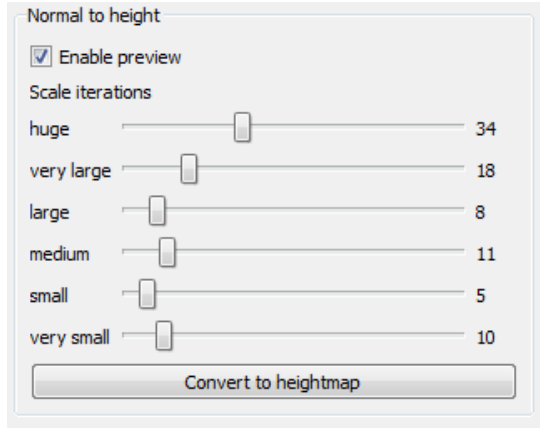 Normal to height
Enable preview
Scale iterations
huge 34
very large 18
large 8
medium 11
small 5
very small 10
Convert to heightmap